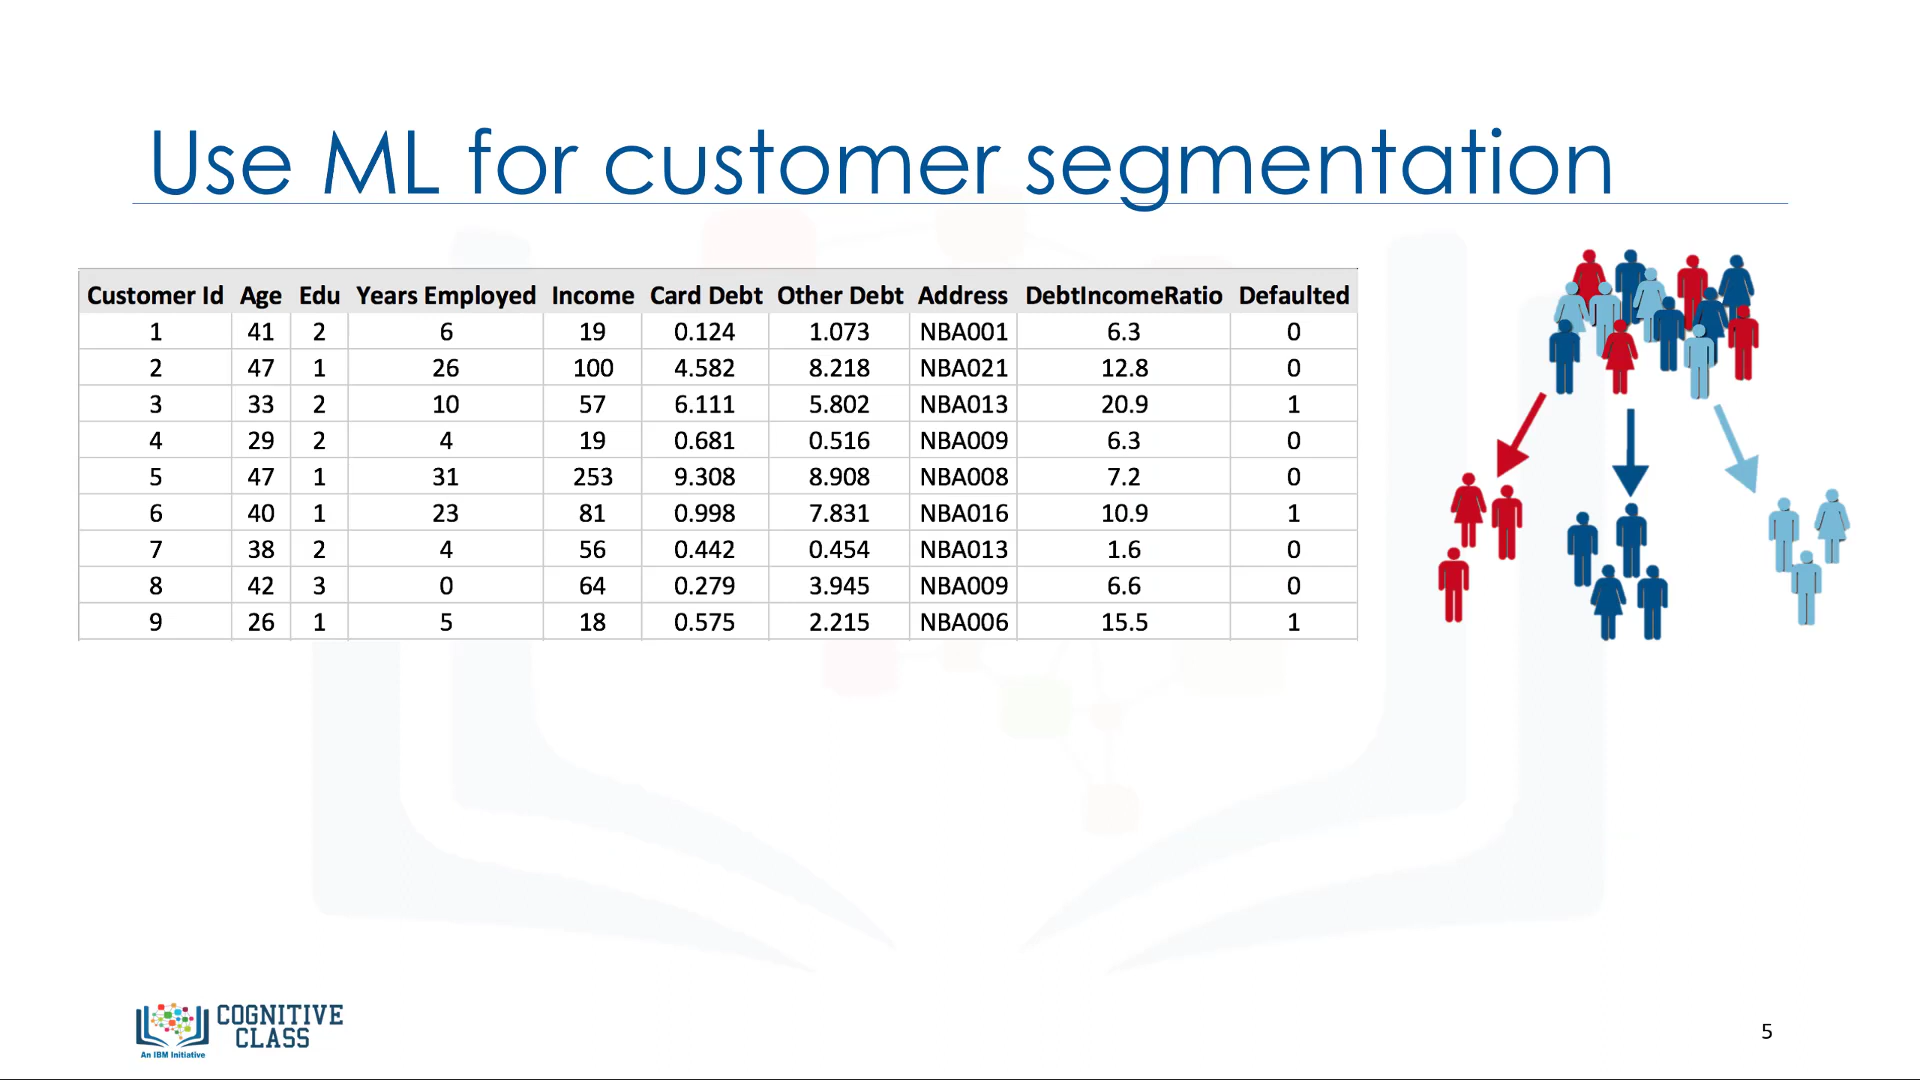 Use ML for customer segmentation
Customer Id Age Edu Years Employed Income Card Debt Other Debt Address DebtIncomeRatio Defaulted
1 41 2 6 19 0.124 1.073 NBA001 6.3 0
2 47 1 26 100 4.582 8.218 NBA021 12.8 0
3 33 2 10 57 6.111 5.802 NBA013 20.9 1
4 29 2 4 19 0.681 0.516 NBA009 6.3 0
5 47 1 31 253 9.308 8.908 NBA008 7.2 0
6 40 1 23 81 0.998 7.831 NBA016 10.9 1
7 38 2 4 56 0.442 0.454 NBA013 1.6 0
8 42 3 0 64 0.279 3.945 NBA009 6.6 0
9 26 1 5 18 0.575 2.215 NBA006 15.5 1
COGNITIVE
CLASS
An IBM Initiative
5